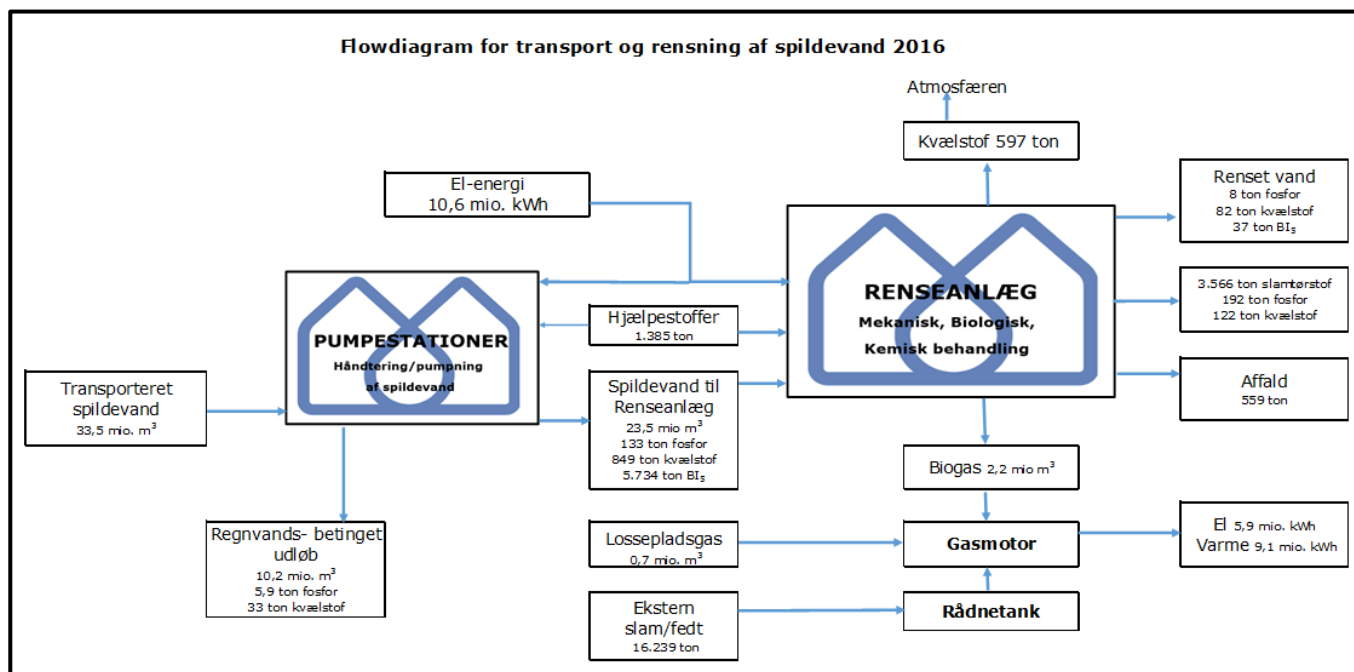 Flowdiagram for transport og rensning af spildevand 2016
Atmosfæren
Kvælstof 597 ton
El-energi
10,6 mio. kWh
Renset vand
8 ton fosfor
82 ton kvælstof
37 ton BI₅
RENSEANLÆG
Mekanisk, Biologisk,
Kemisk behandling
3.566 ton slamtørstof
192 ton fosfor
122 ton kvælstof
Hjælpestoffer
1.385 ton
PUMPESTATIONER
Håndtering/pumpning
af spildevand
Transporteret
spildevand
33,5 mio. m³
Spildevand til
Renseanlæg
23,5 mio m³
133 ton fosfor
849 ton kvælstof
5.734 ton BI₅
Affald
559 ton
Biogas 2,2 mio m³
Regnvands- betinget
udløb
10,2 mio. m³
5,9 ton fosfor
33 ton kvælstof
Lossepladsgas
0,7 mio. m³
Gasmotor
El 5,9 mio. kWh
Varme 9,1 mio. kWh
Ekstern
slam/fedt
16.239 ton
Rådnetank